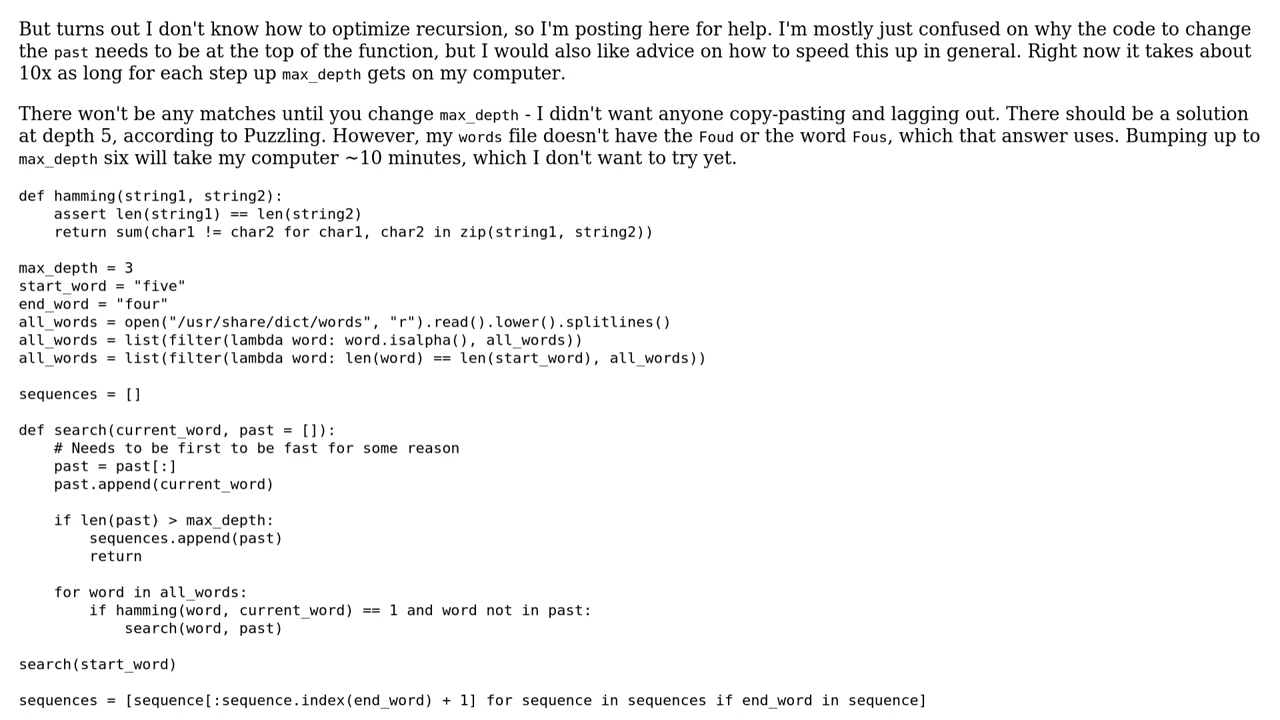 But turns out I don't know how to optimize recursion, so I'm posting here for help. I'm mostly just confused on why the code to change
the past needs to be at the top of the function, but I would also like advice on how to speed this up in general. Right now it takes about
10x as long for each step up max_depth gets on my computer.
There won't be any matches until you change max_depth - I didn't want anyone copy-pasting and lagging out. There should be a solution
at depth 5, according to Puzzling. However, my words file doesn't have the Foud or the word Fous, which that answer uses. Bumping up to
max_depth six will take my computer ~10 minutes, which I don't want to try yet.
def hamming(string1, string2):
    assert len(string1) == len(string2)
    return sum(char1 != char2 for char1, char2 in zip(string1, string2))
max_depth = 3
start_word = "five"
end_word = "four"
all_words = open("/usr/share/dict/words", "r").read().lower().splitlines()
all_words = list(filter(lambda word: word.isalpha(), all_words))
all_words = list(filter(lambda word: len(word) == len(start_word), all_words))
sequences = []
def search(current_word, past = []):
    # Needs to be first to be fast for some reason
    past = past[:]
    past.append(current_word)
    if len(past) > max_depth:
        sequences.append(past)
        return
    for word in all_words:
        if hamming(word, current_word) == 1 and word not in past:
            search(word, past)
search(start_word)
sequences = [sequence[:sequence.index(end_word) + 1] for sequence in sequences if end_word in sequence]